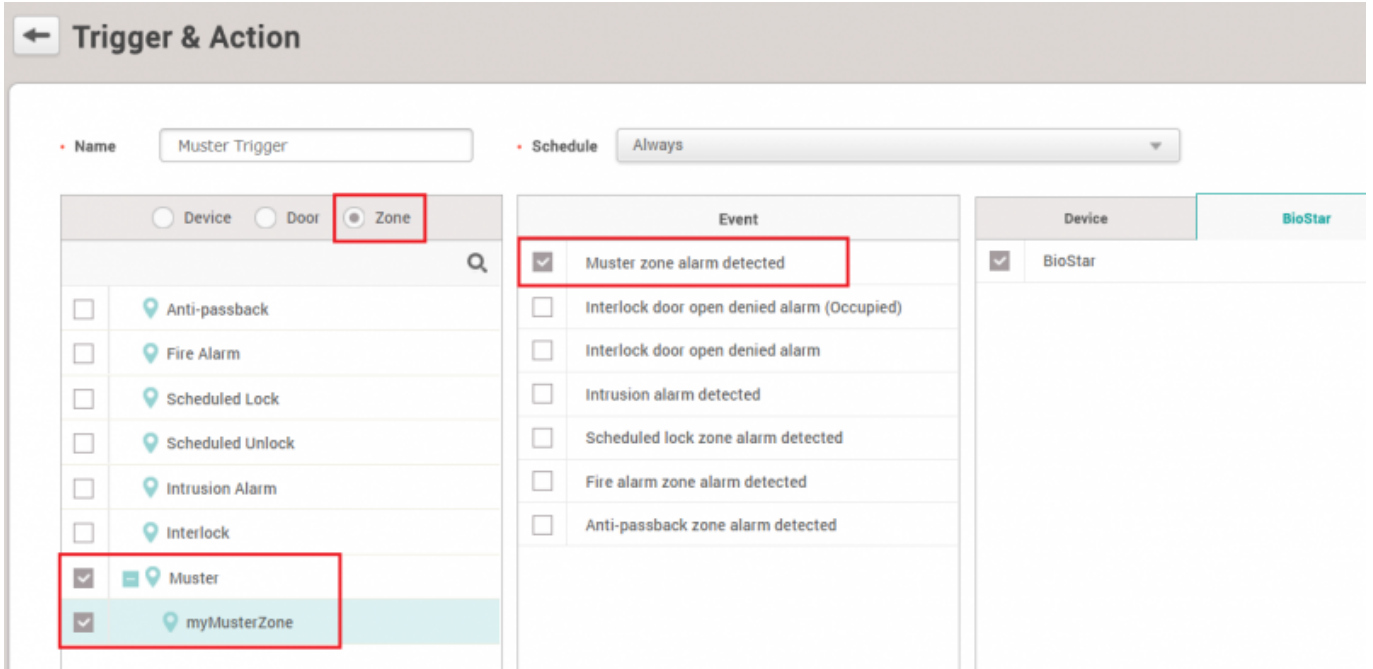 Trigger & Action
Name Muster Trigger Schedule Always
Device Door Zone
Anti-passback
Fire Alarm
Scheduled Lock
Scheduled Unlock
Intrusion Alarm
Interlock
Muster
myMusterZone
Event
Muster zone alarm detected
Interlock door open denied alarm (Occupied)
Interlock door open denied alarm
Intrusion alarm detected
Scheduled lock zone alarm detected
Fire alarm zone alarm detected
Anti-passback zone alarm detected
Device BioStar
BioStar